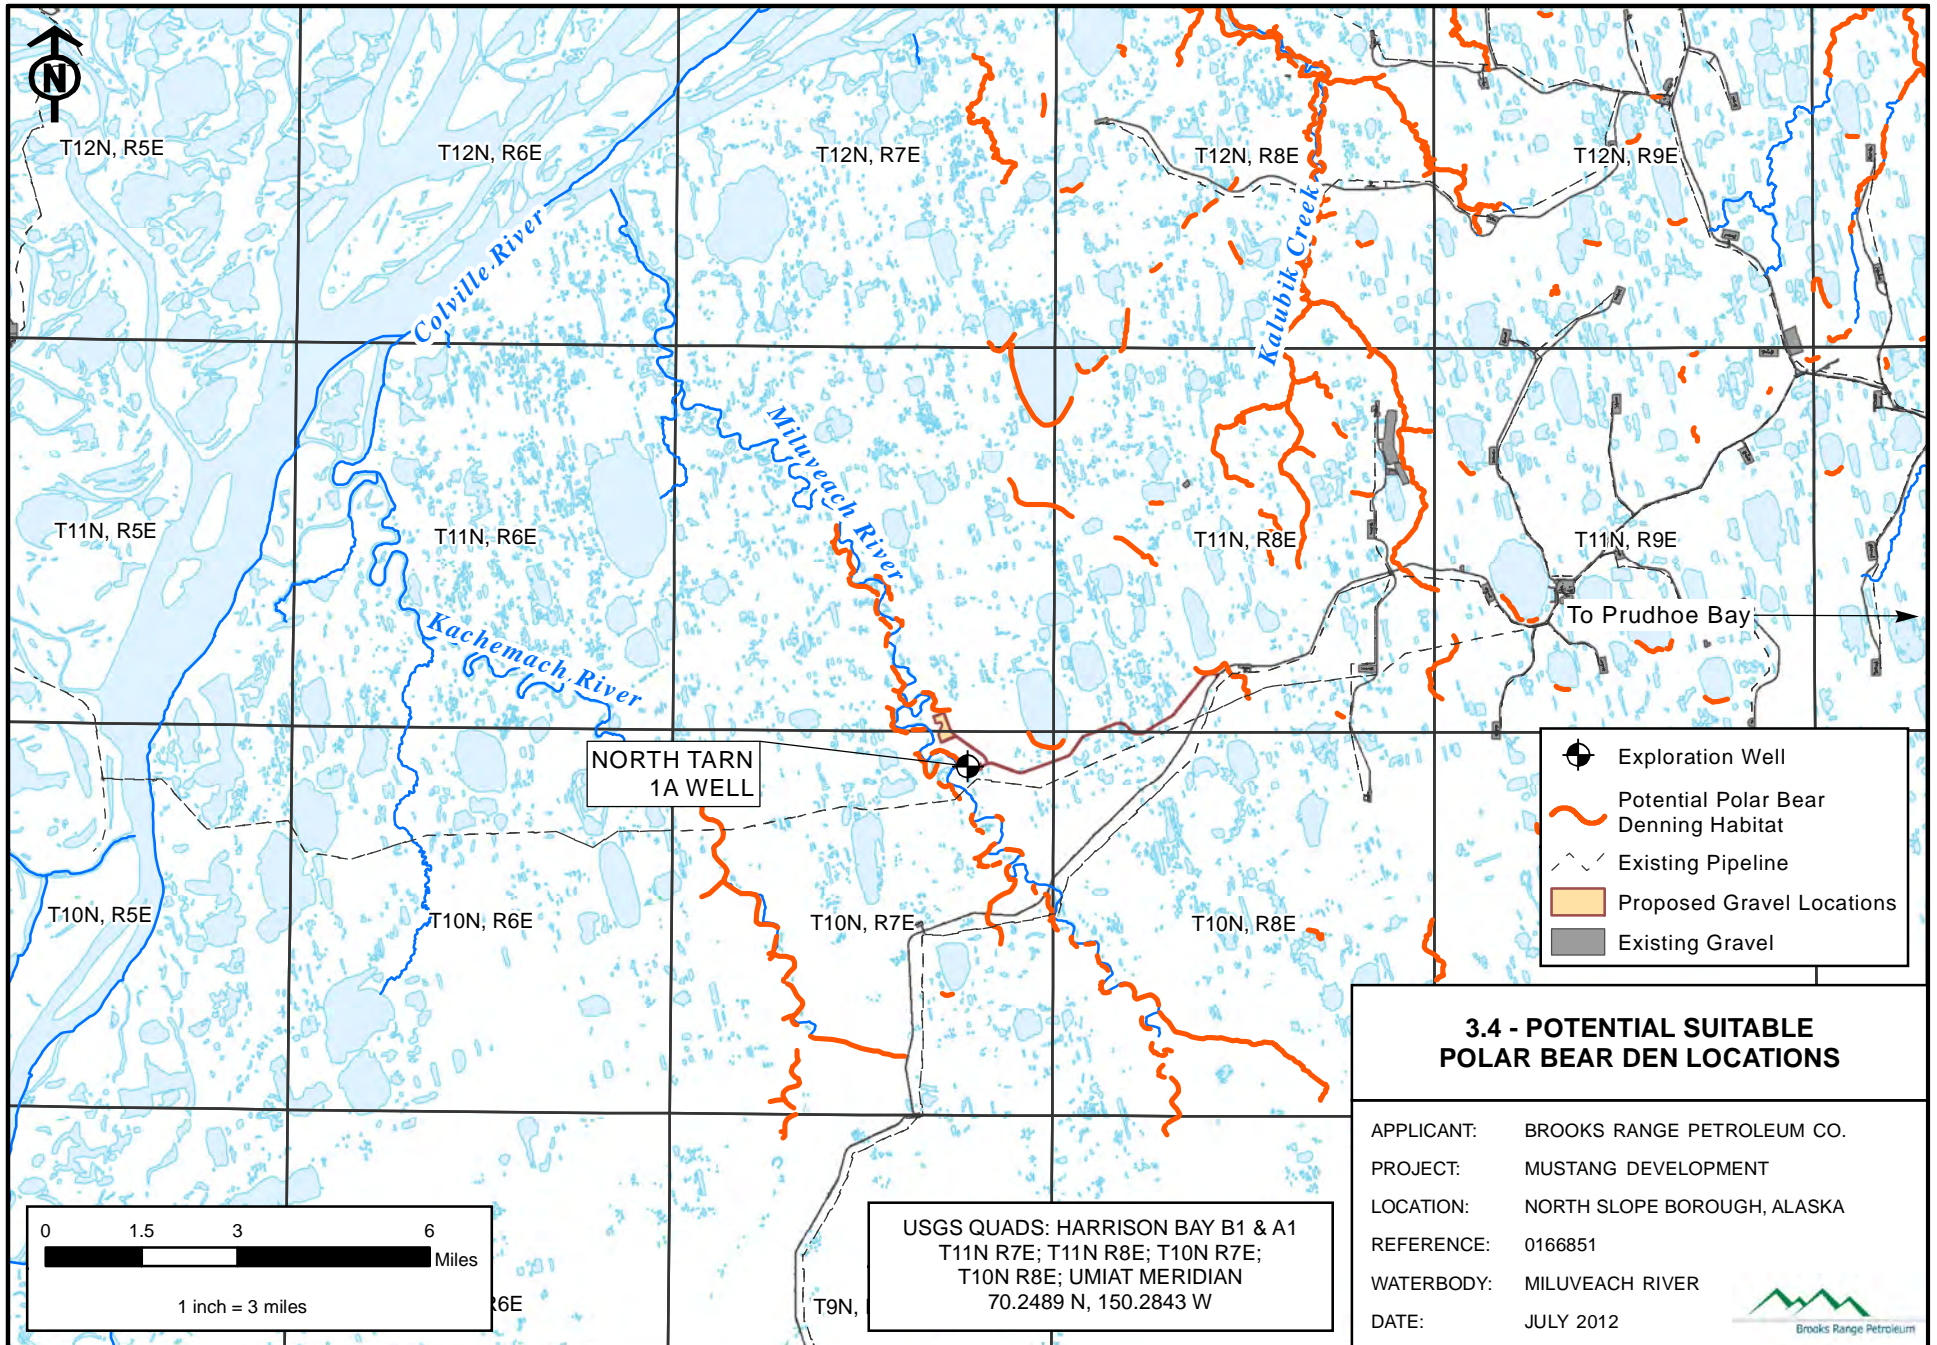 N
T12N, R5E
T12N, R6E
T12N, R7E
T12N, R8E
T12N, R9E
Colville River
Kalubik Creek
Miluveach River
T11N, R5E
T11N, R6E
T11N, R8E
T11N, R9E
Kachemach River
To Prudhoe Bay
NORTH TARN
1A WELL
T10N, R5E
T10N, R6E
T10N, R7E
T10N, R8E
Exploration Well
Potential Polar Bear
Denning Habitat
Existing Pipeline
Proposed Gravel Locations
Existing Gravel
3.4 - POTENTIAL SUITABLE
POLAR BEAR DEN LOCATIONS
APPLICANT: BROOKS RANGE PETROLEUM CO.
PROJECT: MUSTANG DEVELOPMENT
LOCATION: NORTH SLOPE BOROUGH, ALASKA
REFERENCE: 0166851
WATERBODY: MILUVEACH RIVER
DATE: JULY 2012
Brooks Range Petroleum
USGS QUADS: HARRISON BAY B1 & A1
T11N R7E; T11N R8E; T10N R7E;
T10N R8E; UMIAT MERIDIAN
70.2489 N, 150.2843 W
0 1.5 3 6
Miles
1 inch = 3 miles
R6E
T9N,